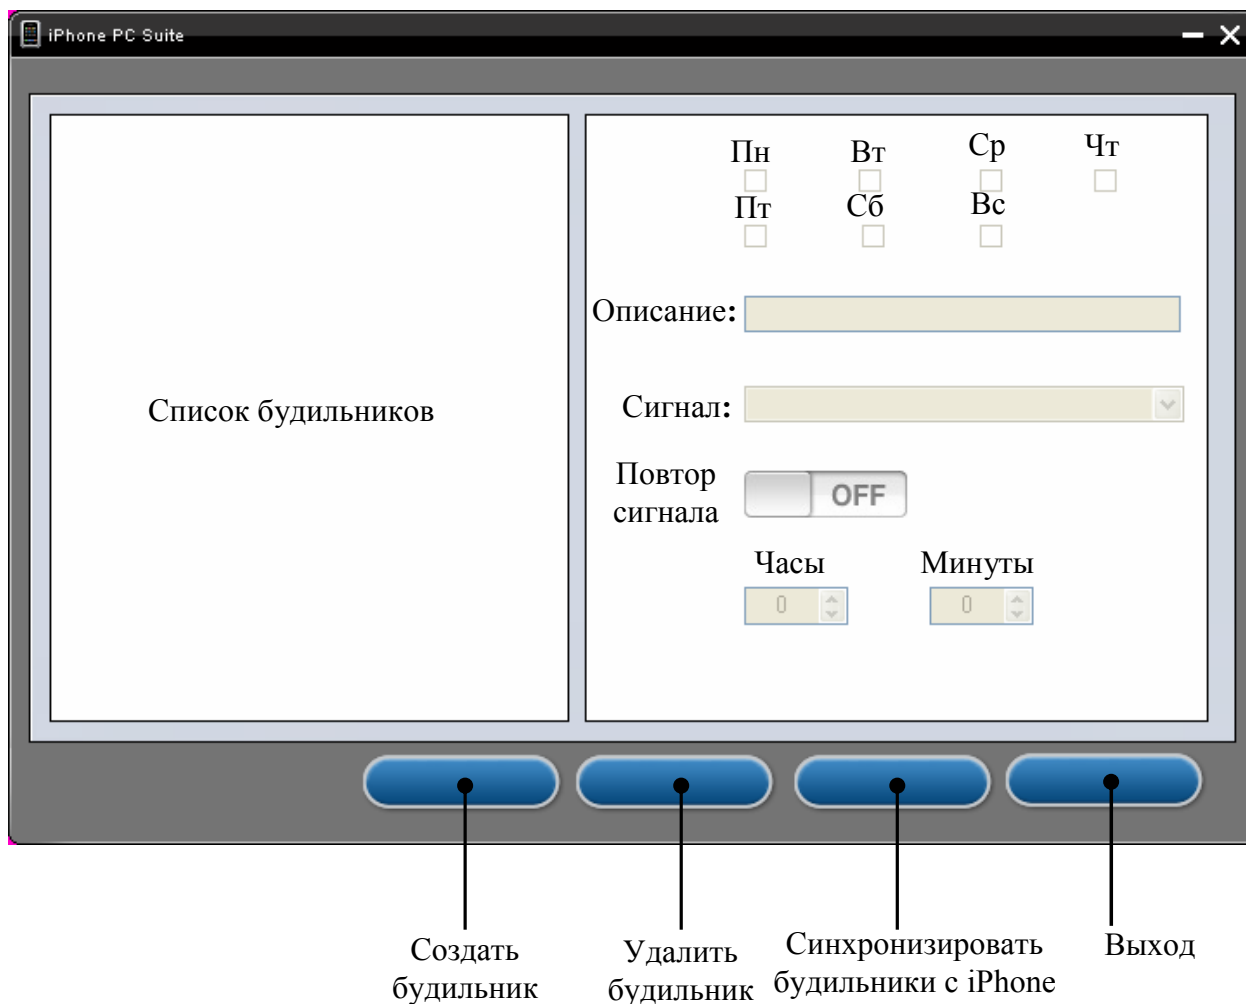 iPhone PC Suite
Пн Вт Ср Чт
Пт Сб Вс
Описание:
Список будильников
Сигнал:
Повтор
сигнала
OFF
Часы Минуты
0 0
Создать
будильник
Удалить
будильник
Синхронизировать
будильники с iPhone
Выход